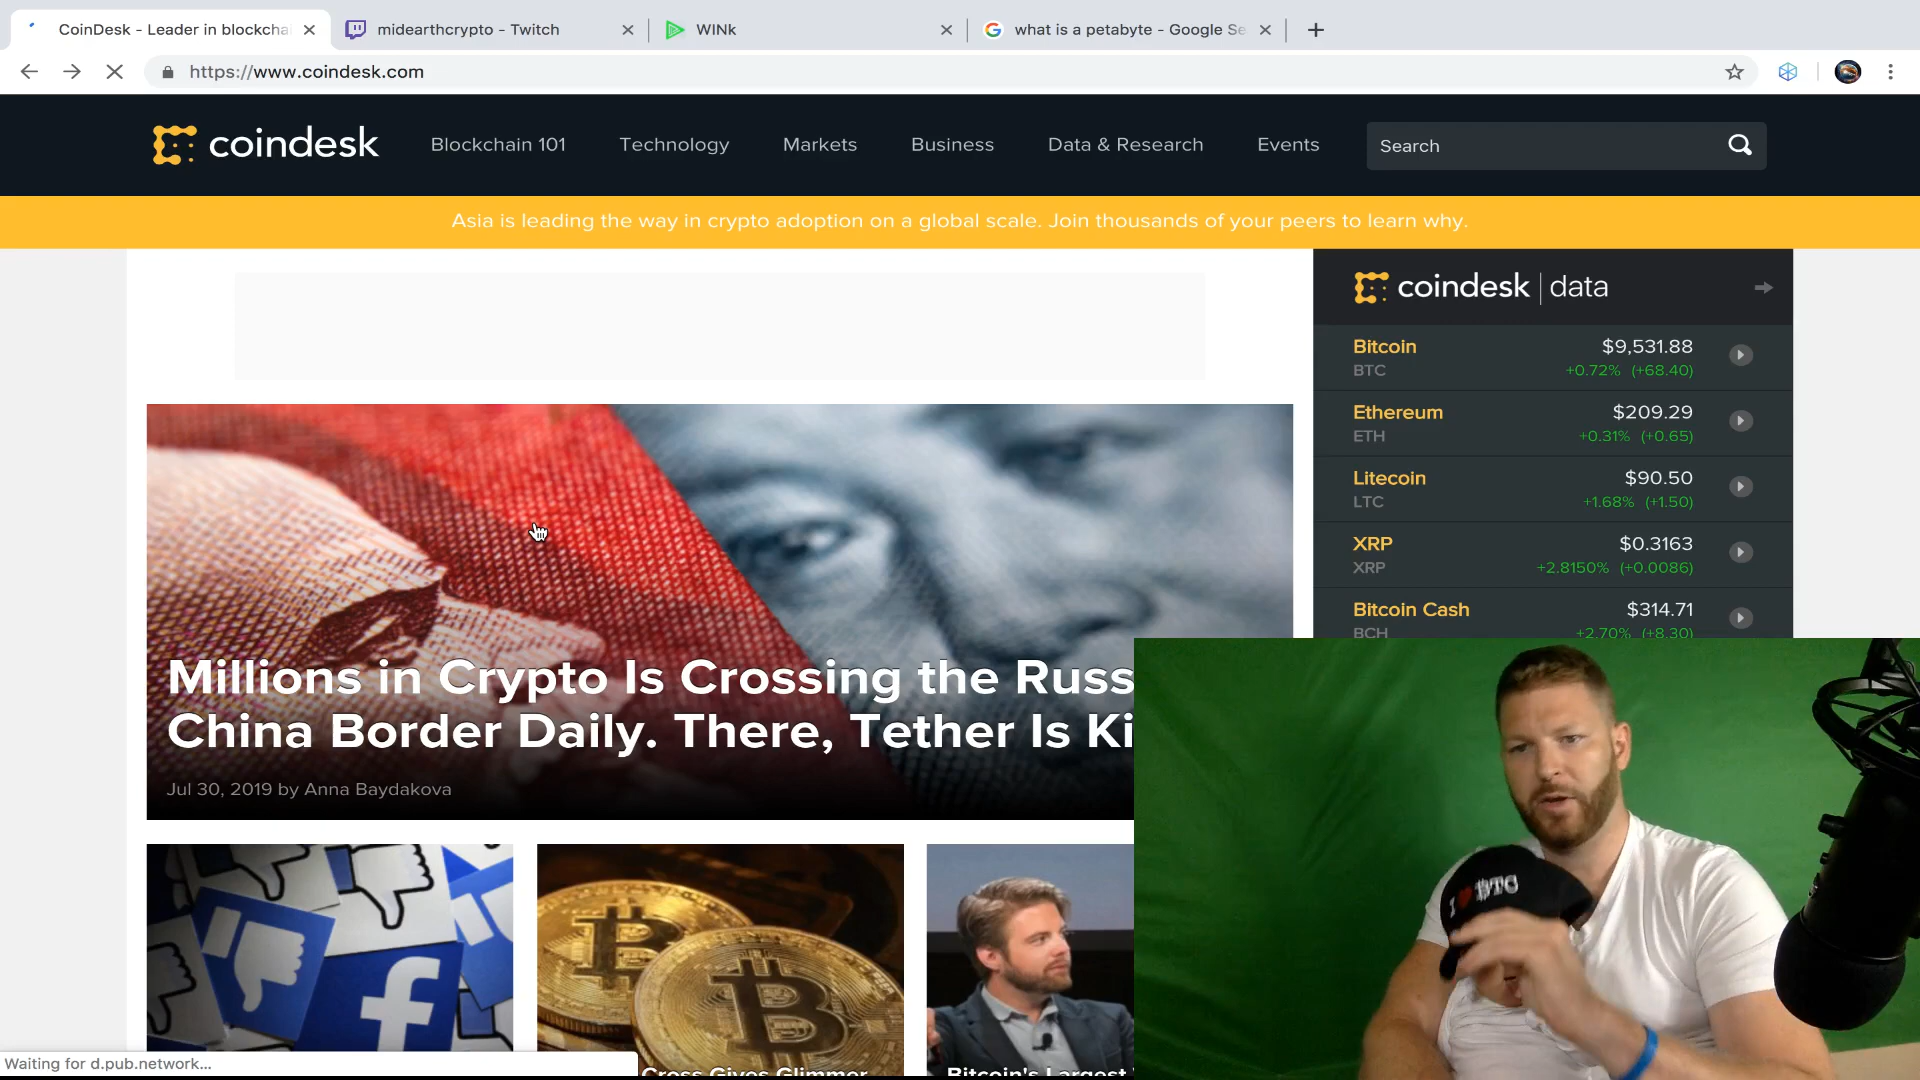 CoinDesk - Leader in blockcha
midearthcrypto - Twitch
WINk
what is a petabyte - Google Se
https://www.coindesk.com
coindesk
Blockchain 101
Technology
Markets
Business
Data & Research
Events
Search
Asia is leading the way in crypto adoption on a global scale. Join thousands of your peers to learn why.
coindesk | data
Bitcoin $9,531.88
BTC +0.72% (+68.40)
Ethereum $209.29
ETH +0.31% (+0.65)
Litecoin $90.50
LTC +1.68% (+1.50)
XRP $0.3163
XRP +2.8150% (+0.0086)
Bitcoin Cash $314.71
BCH +2.70% (+8.30)
Millions in Crypto Is Crossing the Russ
China Border Daily. There, Tether Is Ki
Jul 30, 2019 by Anna Baydakova
I ❤ BTC
Cross Gives Glimmer
Bitcoin's Largest
Waiting for d.pub.network...